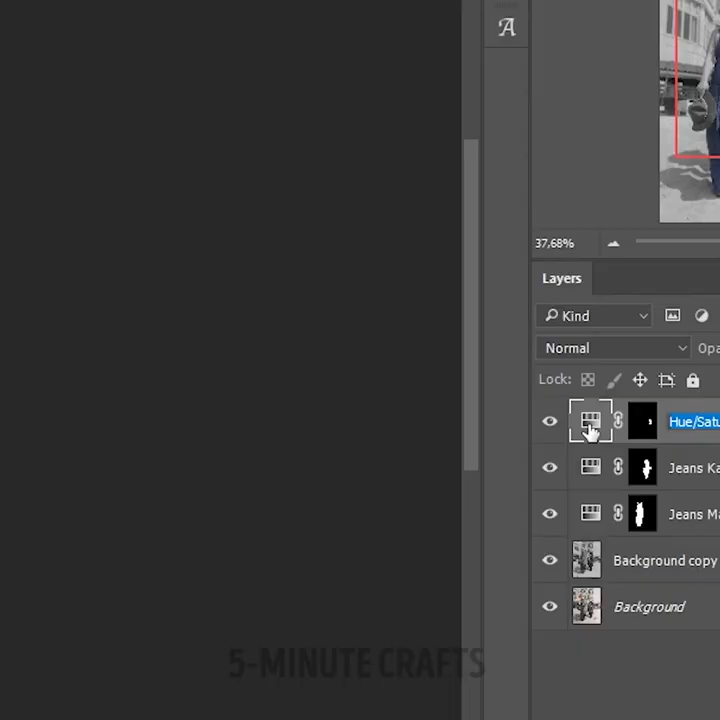 A
37,68%
Layers
Kind
Normal
Opa
Lock:
Hue/Satu
Jeans Ka
Jeans Ma
Background copy
Background
5-MINUTE CRAFTS